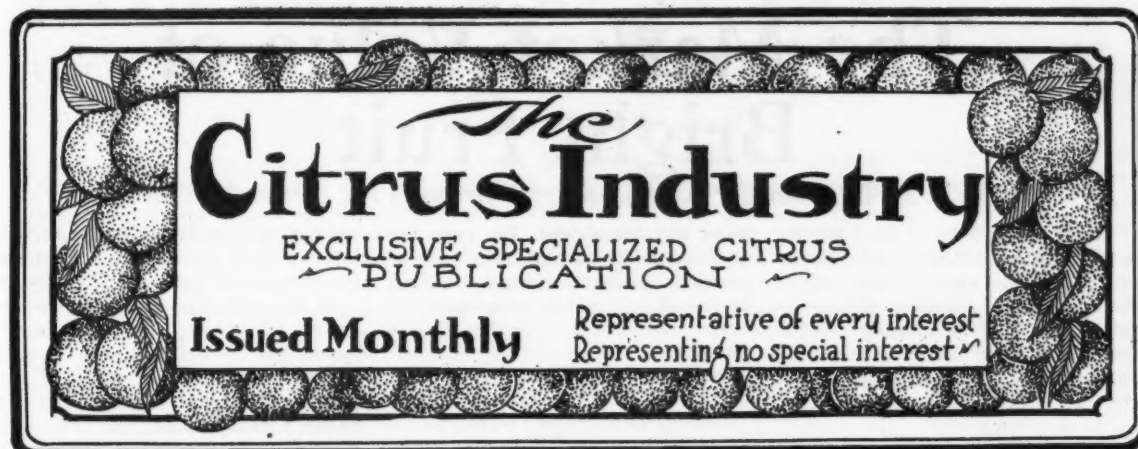 The
Citrus Industry
EXCLUSIVE SPECIALIZED CITRUS
PUBLICATION
Issued Monthly
Representative of every interest
Representing no special interest